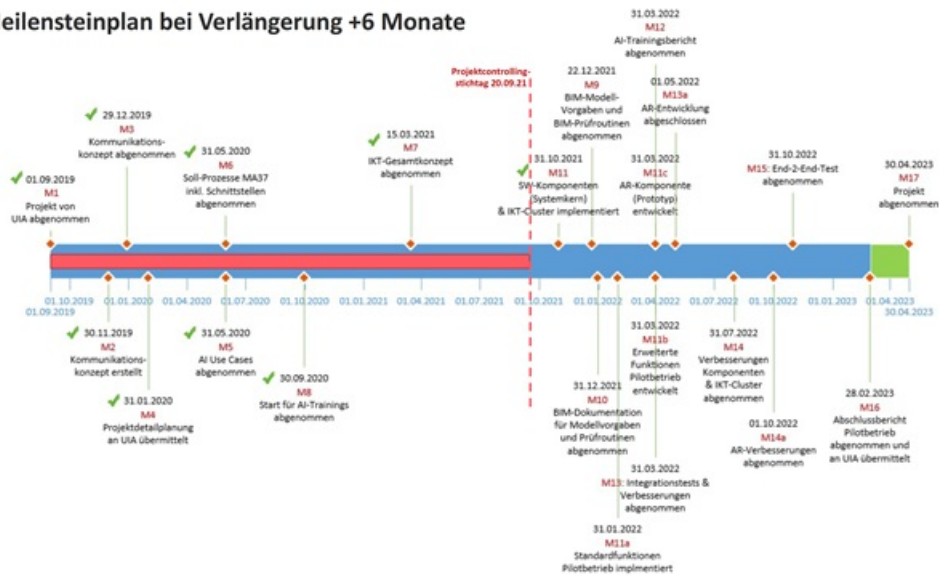 eilensteinplan bei Verlängerung +6 Monate
Projektcontrolling-
stichtag 20.09.21
31.03.2022
M12
AI-Trainingsbericht
abgenommen
22.12.2021
M9
BIM-Modell-
Vorgaben und
BIM-Prüfroutinen
abgenommen
01.05.2022
M13a
AR-Entwicklung
abgeschlossen
29.12.2019
M3
Kommunikations-
konzept abgenommen
31.05.2020
M6
Soll-Prozesse MA37
inkl. Schnittstellen
abgenommen
15.03.2021
M7
IKT-Gesamtkonzept
abgenommen
01.09.2019
M1
Projekt von
UIA abgenommen
31.10.2021
M11
SW-Komponenten
(Systemkern)
& IKT-Cluster implementiert
31.03.2022
M11c
AR-Komponente
(Prototyp)
entwickelt
31.10.2022
M15: End-2-End-Test
abgenommen
30.04.2023
M17
Projekt
abgenommen
01.10.2019 01.01.2020 01.04.2020 01.07.2020 01.10.2020 01.01.2021 01.04.2021 01.07.2021 01.10.2021 01.01.2022 01.04.2022 01.07.2022 01.10.2022 01.01.2023 01.04.2023
01.09.2019 30.04.2023
30.11.2019
M2
Kommunikations-
konzept erstellt
31.01.2020
M4
Projektdetailplanung
an UIA übermittelt
31.05.2020
M5
AI Use Cases
abgenommen
30.09.2020
M8
Start für AI-Trainings
abgenommen
31.12.2021
M10
BIM-Dokumentation
für Modellvorgaben
und Prüfroutinen
abgenommen
31.03.2022
M11b
Erweiterte
Funktionen
Pilotbetrieb
entwickelt
31.07.2022
M14
Verbesserungen
Komponenten
& IKT-Cluster
abgenommen
01.10.2022
M14a
AR-Verbesserungen
abgenommen
28.02.2023
M16
Abschlussbericht
Pilotbetrieb
abgenommen und
an UIA übermittelt
31.03.2022
M13: Integrationstests &
Verbesserungen
abgenommen
31.01.2022
M11a
Standardfunktionen
Pilotbetrieb implmentiert